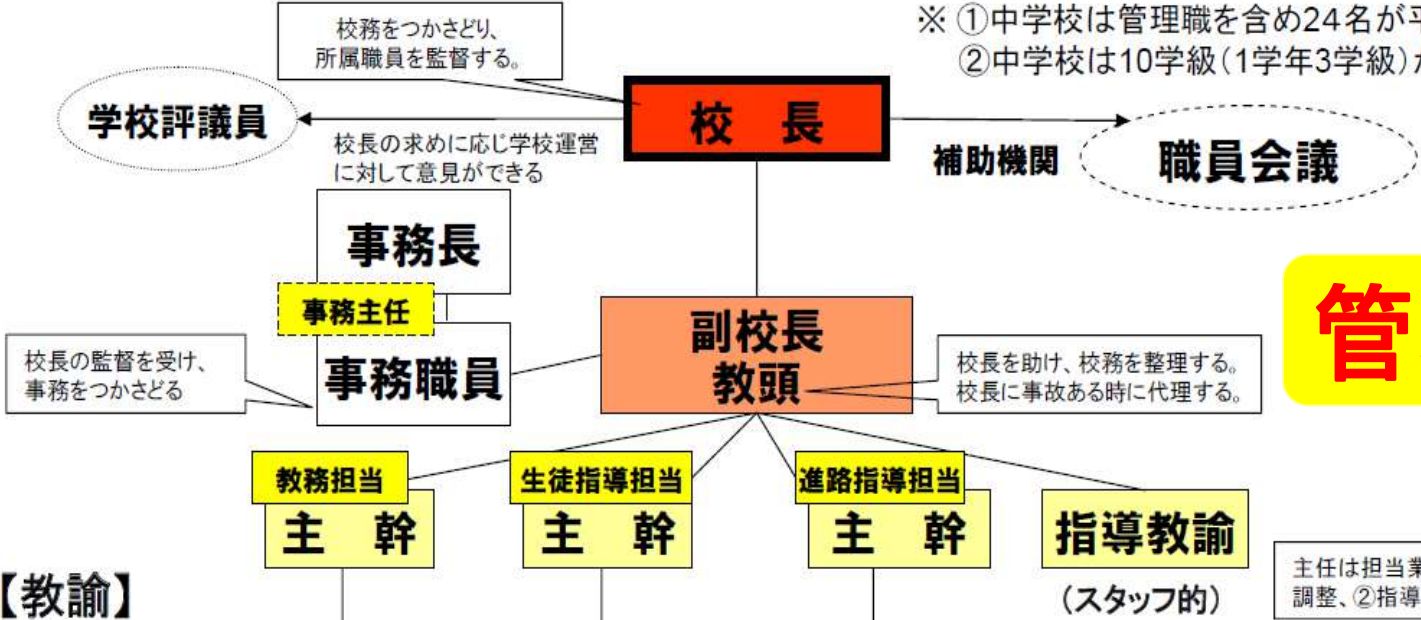 ※ ①中学校は管理職を含め24名が
②中学校は10学級(1学年3学級)
校務をつかさどり、
所属職員を監督する。
学校評議員
校 長
校長の求めに応じ学校運営
に対して意見ができる
補助機関
職員会議
事務長
事務主任
事務職員
校長の監督を受け、
事務をつかさどる
副校長
教頭
校長を助け、校務を整理する。
校長に事故ある時に代理する。
管
教務担当
主 幹
生徒指導担当
主 幹
進路指導担当
主 幹
指導教諭
(スタッフ的)
【教諭】
主任は担当業
調整、②指導